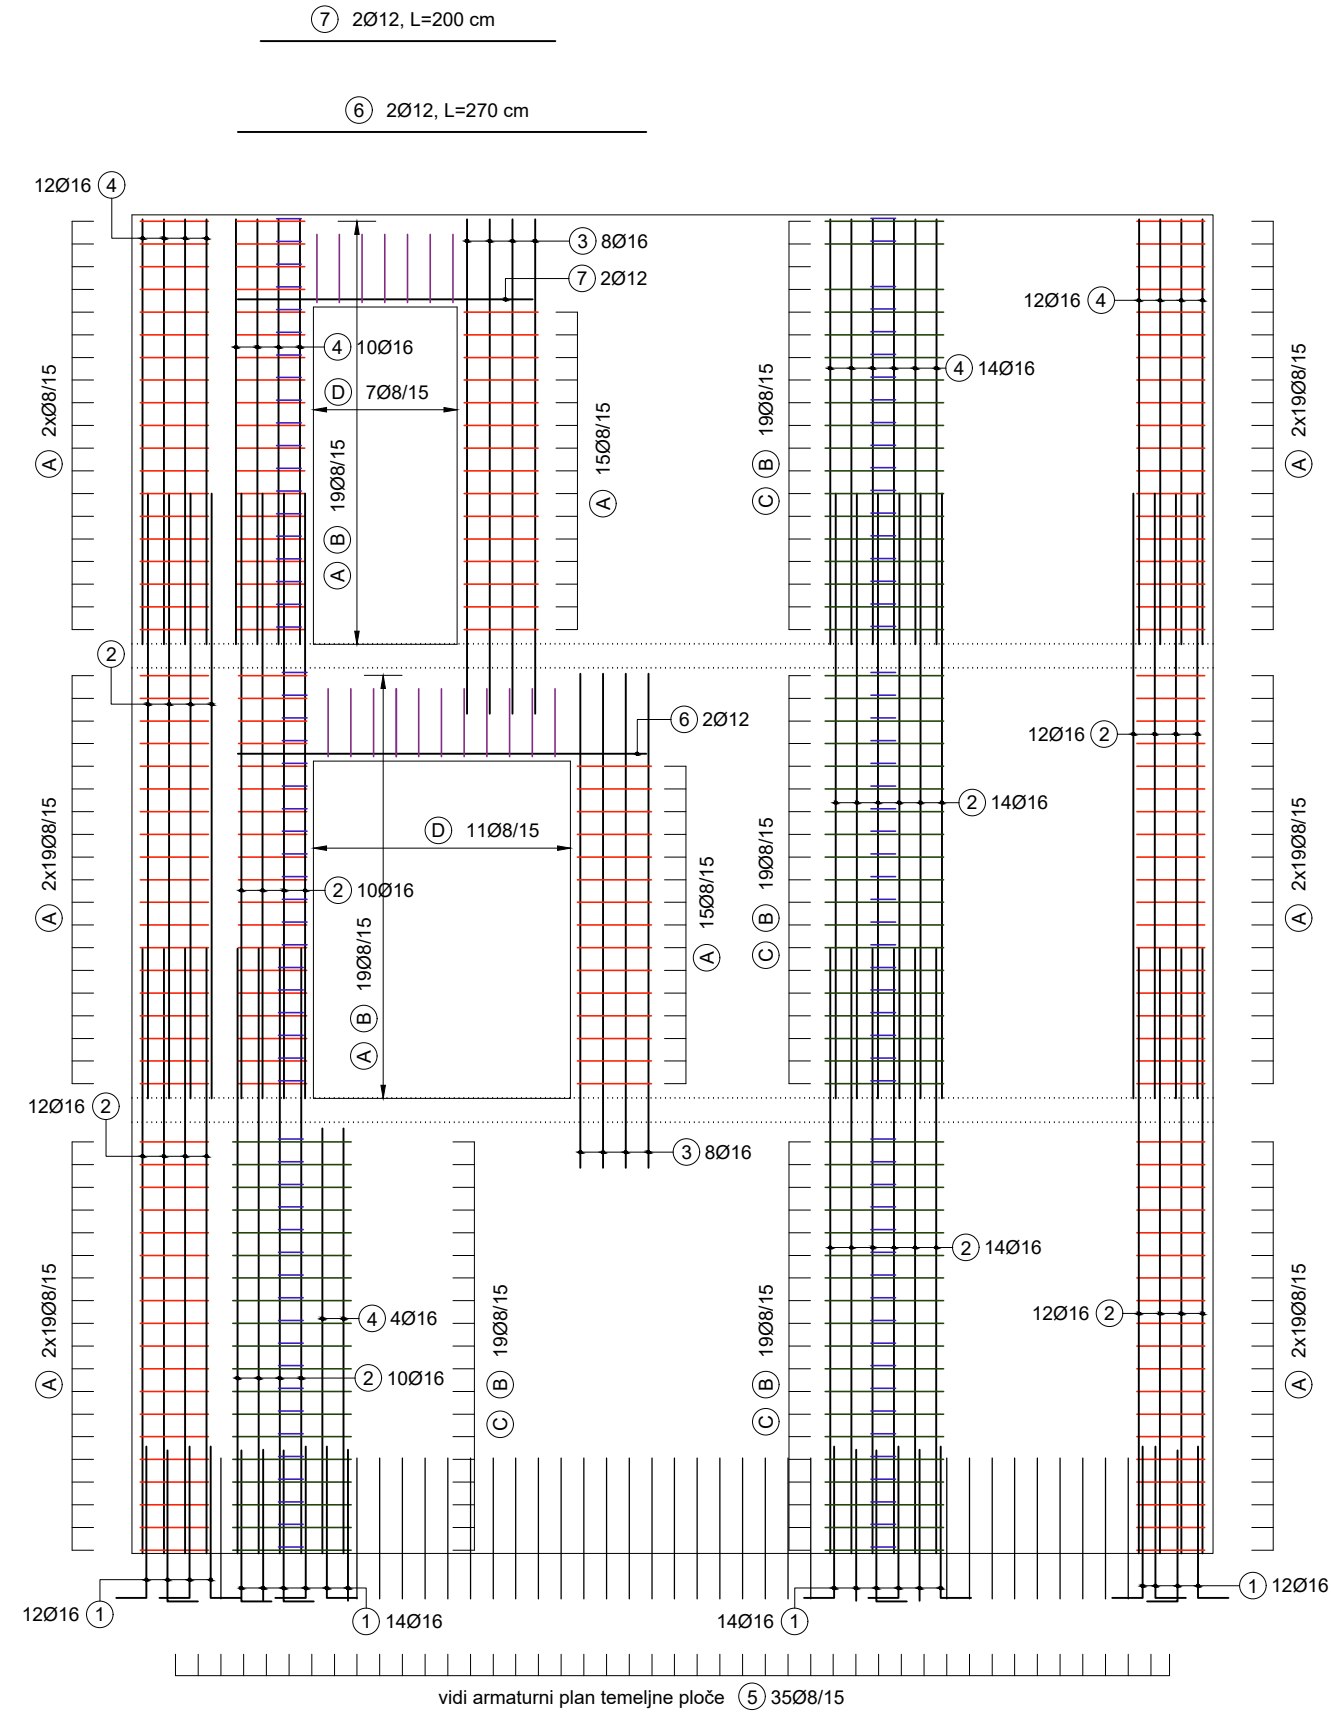 7 2Ø12, L=200 cm
6 2Ø12, L=270 cm
12Ø16 4
3 8Ø16
7 2Ø12
12Ø16 4
4 10Ø16
4 14Ø16
D 7Ø8/15
A 2xØ8/15
A B 19Ø8/15
A 15Ø8/15
C B 19Ø8/15
A 2x19Ø8/15
2
6 2Ø12
12Ø16 2
2 14Ø16
D 11Ø8/15
2 10Ø16
A 2x19Ø8/15
A B 19Ø8/15
A 15Ø8/15
C B 19Ø8/15
A 2x19Ø8/15
12Ø16 2
3 8Ø16
2 14Ø16
4 4Ø16
12Ø16 2
2 10Ø16
A 2x19Ø8/15
C B 19Ø8/15
C B 19Ø8/15
A 2x19Ø8/15
12Ø16 1
1 14Ø16
14Ø16 1
1 12Ø16
vidi armaturni plan temeljne ploče 5 35Ø8/15